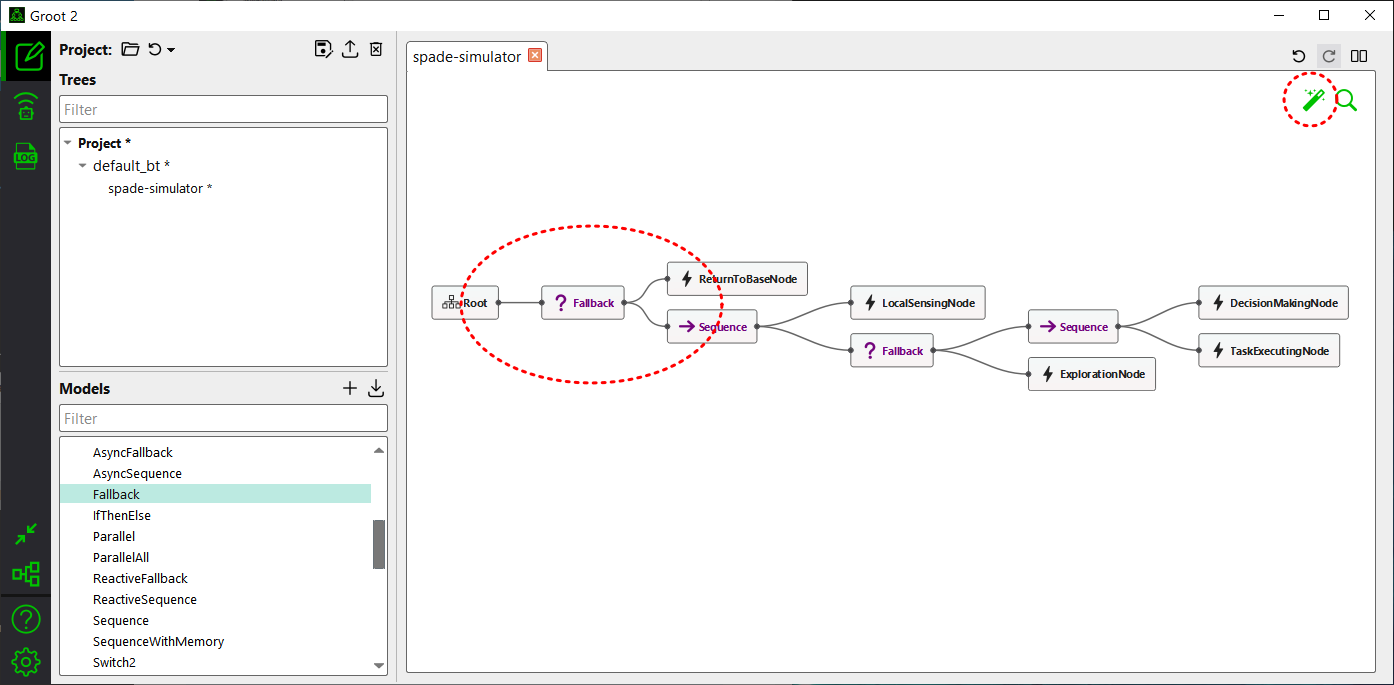 Groot 2
Project:
Trees
Filter
Project *
default_bt *
spade-simulator *
Models
Filter
AsyncFallback
AsyncSequence
Fallback
IfThenElse
Parallel
ParallelAll
ReactiveFallback
ReactiveSequence
Sequence
SequenceWithMemory
Switch2
LOG
spade-simulator
Root
Fallback
ReturnToBaseNode
Sequence
LocalSensingNode
Fallback
Sequence
ExplorationNode
DecisionMakingNode
TaskExecutingNode